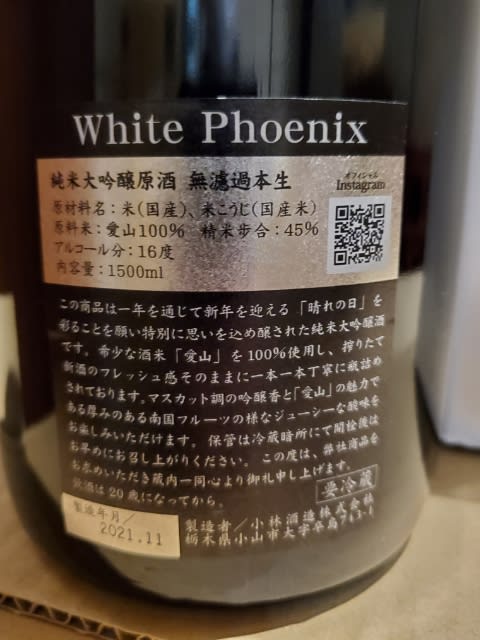 White Phoenix
純米大吟醸原酒 無濾過本生
オフィシャル
Instagram
原材料名：米（国産）、米こうじ（国産米）
原料米：愛山100% 精米歩合：45%
アルコール分：16度
内容量：1500ml
この商品は一年を通じて新年を迎える「晴れの日」を
彩ることを願い特別に思いを込め醸された純米大吟醸酒
です。希少な酒米「愛山」を100%使用し、搾りたて
新酒のフレッシュ感そのままに一本一本丁寧に瓶詰め
されております。マスカット調の吟醸香と「愛山」の魅力で
ある厚みのある南国フルーツの様なジューシーな酸味を
お楽しみいただけます。保管は冷蔵暗所にて開栓後は
お早めにお召し上がりください。この度は、弊社商品を
お求めいただき蔵内一同心より御礼申し上げます。
飲酒は20歳になってから。
要冷蔵
製造年月／
2021.11
製造者／小林酒造株式会社
栃木県小山市大字卒島743-1